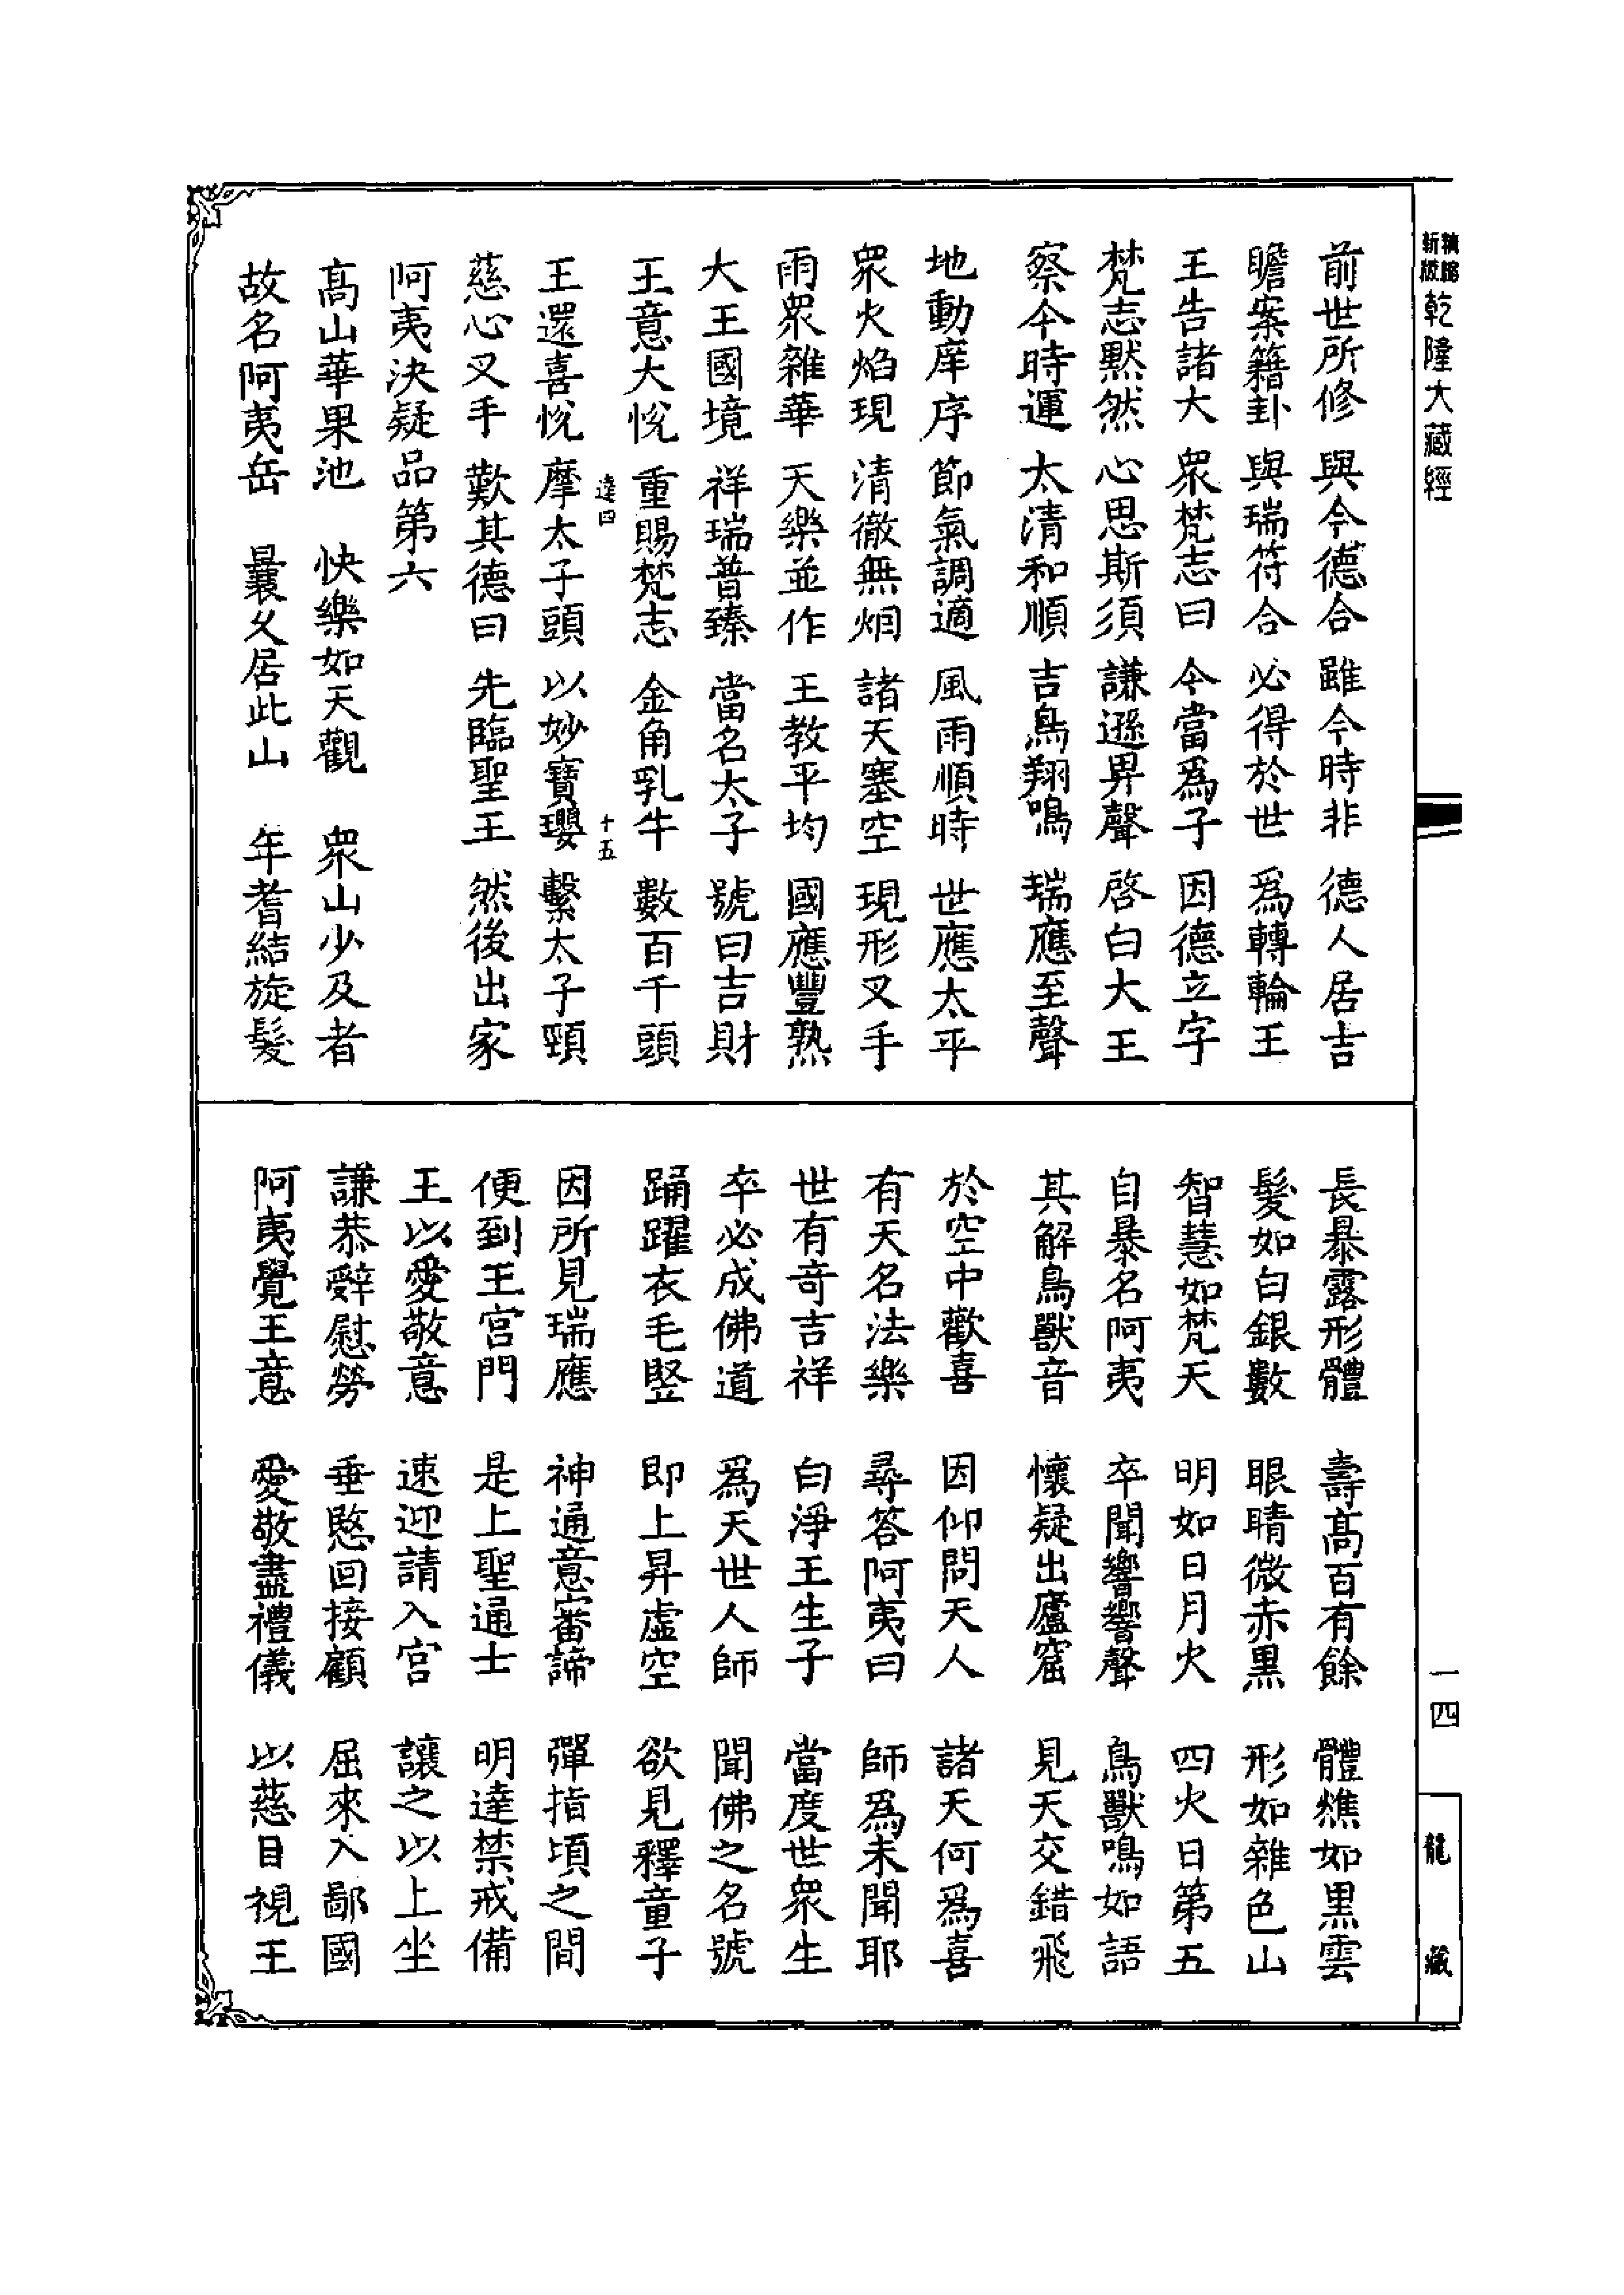 新版縮 乾隆大藏經
前世所修 與今德合 雖今時非 德人居吉
瞻案籍卦 與瑞符合 必得於世 爲轉輪王
王告諸大 衆梵志曰 今當爲子 因德立字
梵志默然 心思斯須 謙遜畀聲 啓白大王
察今時運 太清和順 吉鳥翔鳴 瑞應至聲
地動庠序 節氣調適 風雨順時 世應太平
衆火焰現 清徹無烟 諸天塞空 現形叉手
雨衆雜華 天樂並作 王教平均 國應豐熟
大王國境 祥瑞普臻 當名太子 號曰吉財
王意大悅 重賜梵志 金角乳牛 數百千頭
達四 十五
王還喜悅 摩太子頭 以妙寶瓔 繫太子頸
慈心叉手 歎其德曰 先臨聖王 然後出家
阿夷決疑品第六
高山華果池 快樂如天觀 衆山少及者
故名阿夷岳 曩久居此山 年耆結旋髮
長暴露形體 壽高百有餘 體燋如黑雲
髮如白銀數 眼睛微赤黑 形如雜色山
智慧如梵天 明如日月火 四火日第五
自暴名阿夷 卒聞響響聲 鳥獸鳴如語
其解鳥獸音 懷疑出廬窟 見天交錯飛
於空中歡喜 因仰問天人 諸天何爲喜
有天名法樂 尋答阿夷曰 師爲未聞耶
世有奇吉祥 白淨王生子 當度世衆生
卒必成佛道 爲天世人師 聞佛之名號
踊躍衣毛竪 即上昇虛空 欲見釋童子
因所見瑞應 神通意審諦 彈指頃之間
便到王宮門 是上聖通士 明達禁戒備
王以愛敬意 速迎請入宮 讓之以上坐
謙恭辭慰勞 垂愍回接顧 屈來入鄙國
阿夷覺王意 愛敬盡禮儀 以慈目視王
一四
龍藏